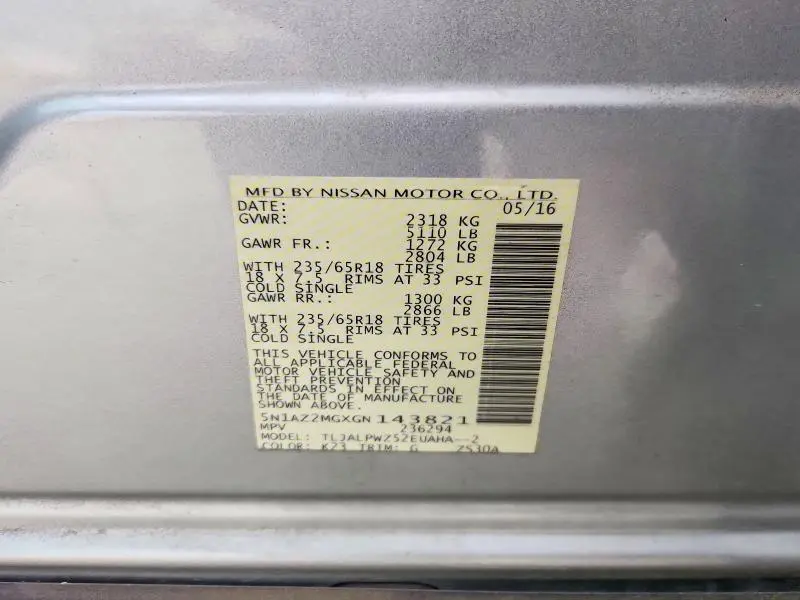 MFD BY NISSAN MOTOR CO., LTD.
DATE: 05/16
GVWR: 2318 KG
5110 LB
GAWR FR.: 1272 KG
2804 LB
WITH 235/65R18 TIRES
18 X 7.5 RIMS AT 33 PSI
COLD SINGLE
GAWR RR.: 1300 KG
2866 LB
WITH 235/65R18 TIRES
18 X 7.5 RIMS AT 33 PSI
COLD SINGLE
THIS VEHICLE CONFORMS TO
ALL APPLICABLE FEDERAL
MOTOR VEHICLE SAFETY AND
THEFT PREVENTION
STANDARDS IN EFFECT ON
THE DATE OF MANUFACTURE
SHOWN ABOVE.
5N1AZ2MGXGN143821
MPV 236294
MODEL: TLJALPWZ52EUAHA--2
COLOR: K23 TRIM: G Z530A